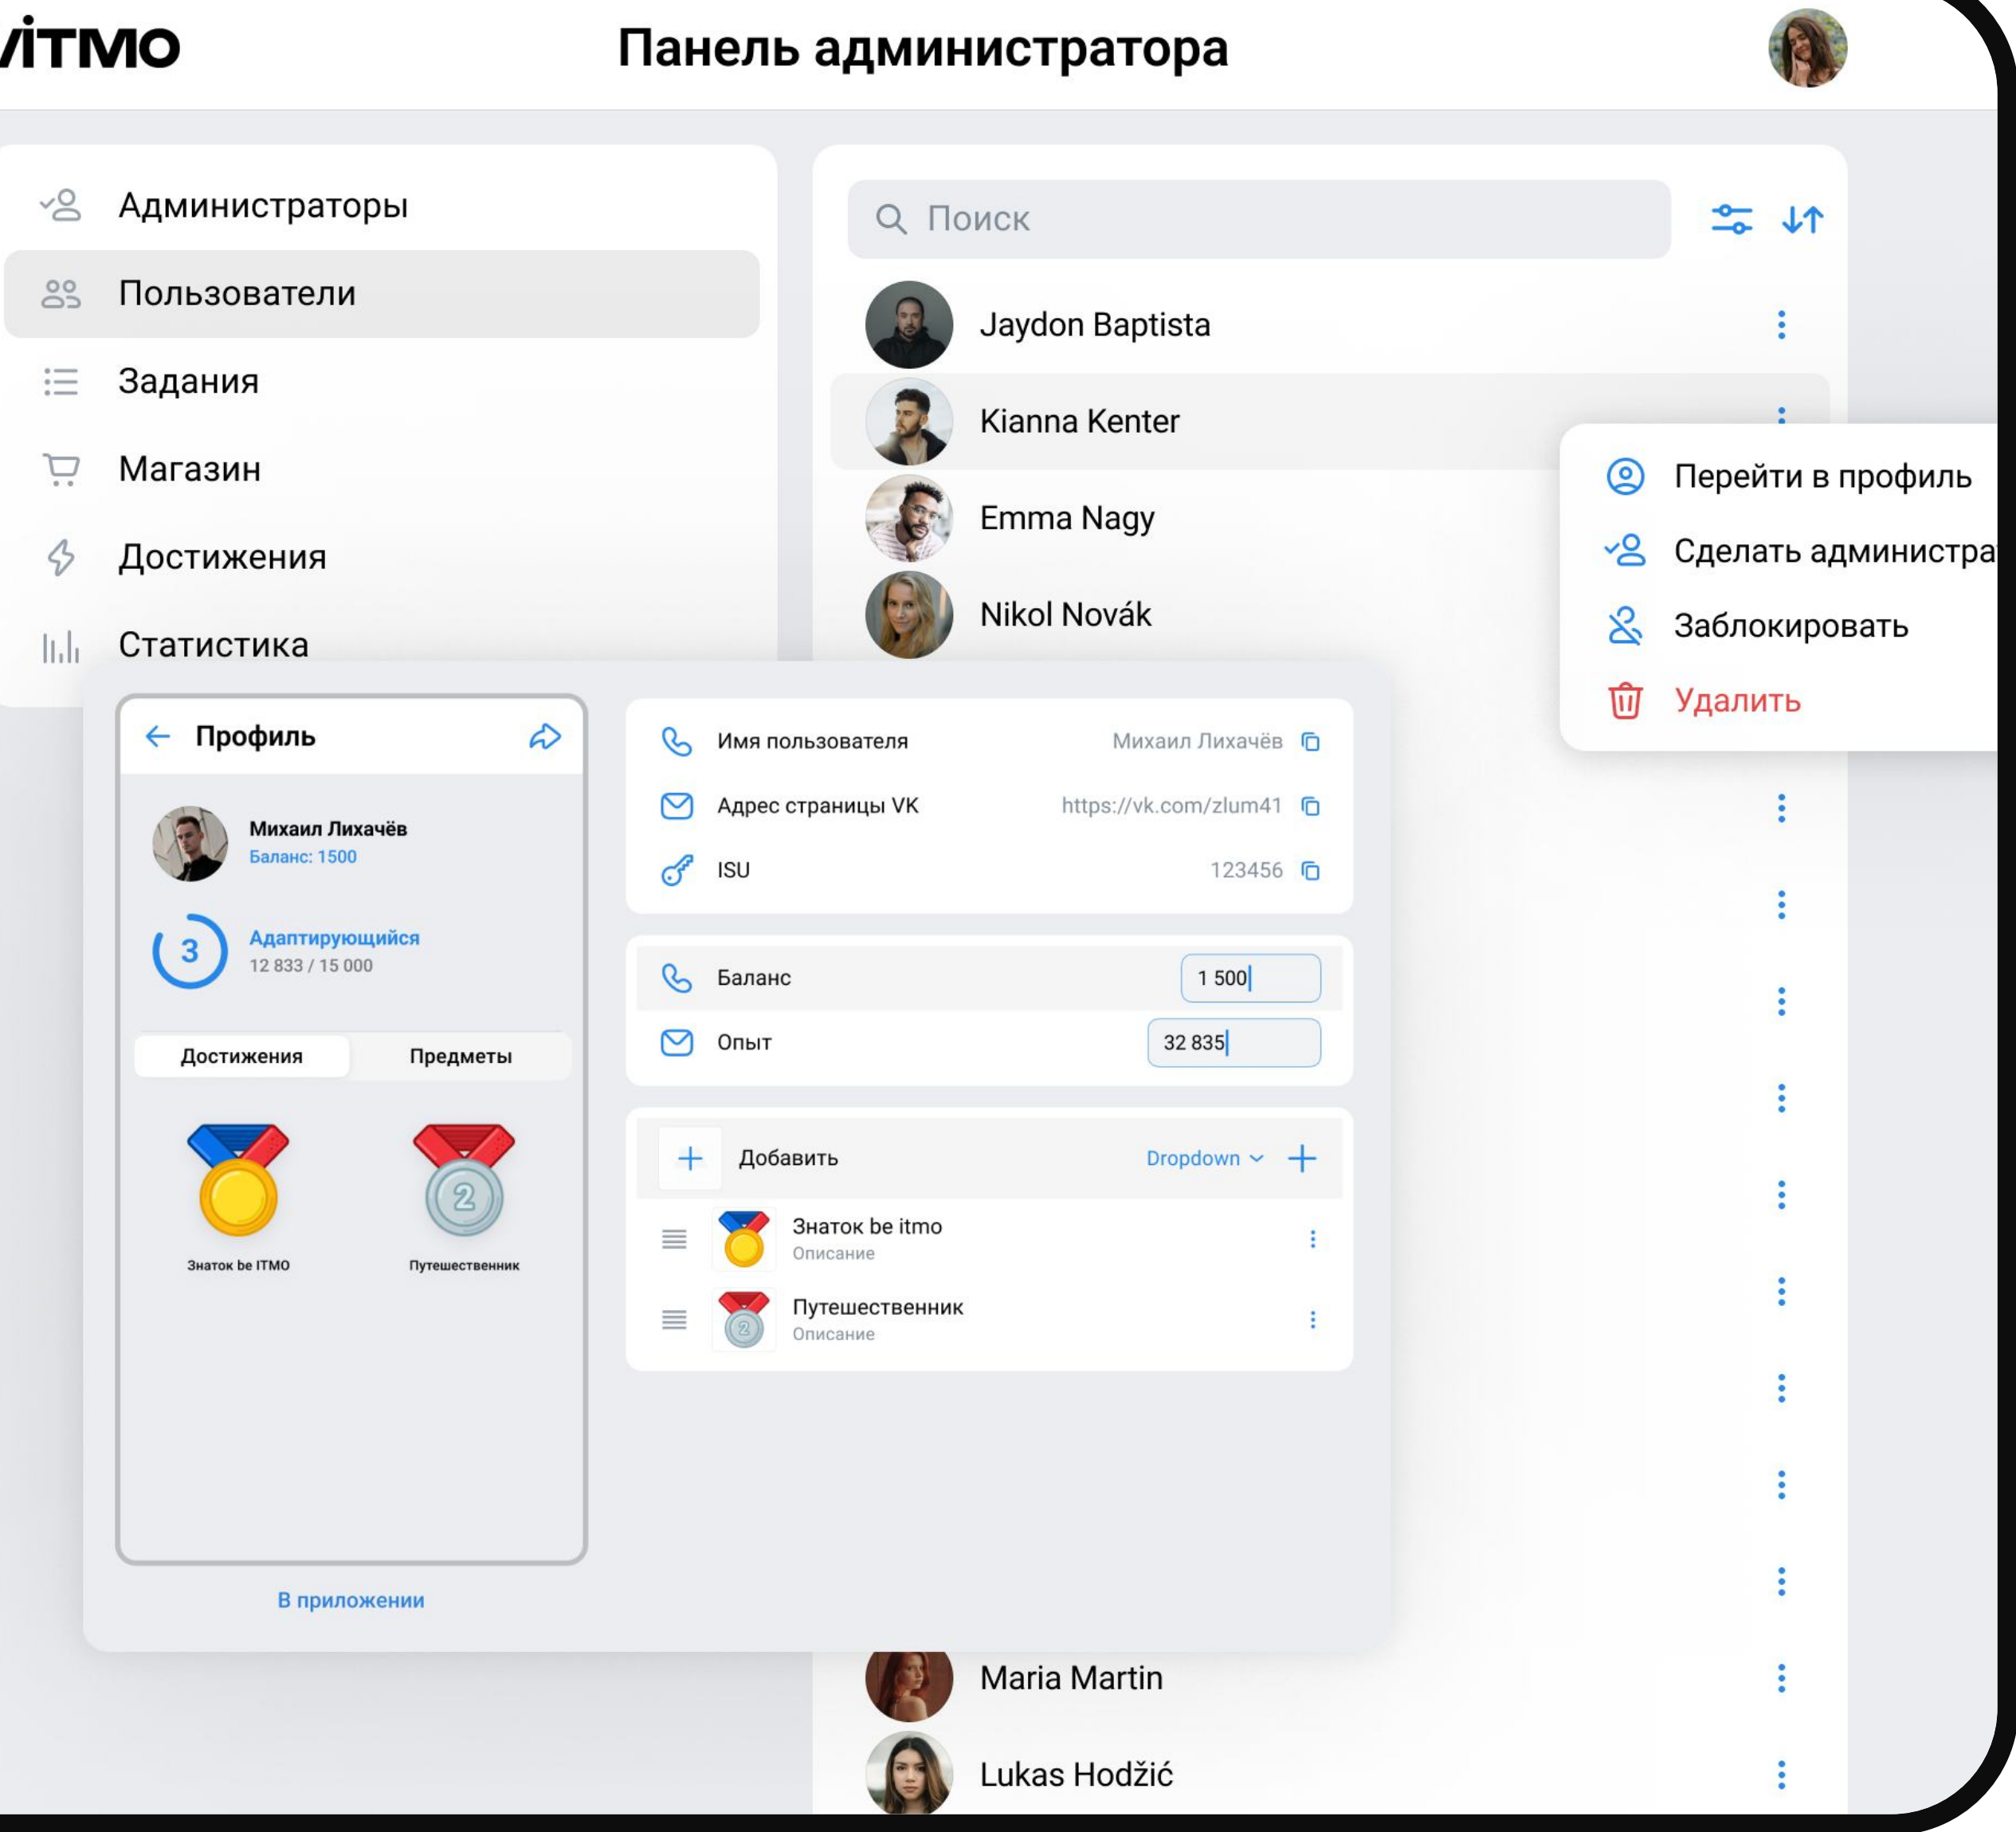 ИТМО
Панель администратора
Администраторы
Пользователи
Задания
Магазин
Достижения
Статистика
Поиск
Jaydon Baptista
Kianna Kenter
Emma Nagy
Nikol Novák
Перейти в профиль
Сделать администра
Заблокировать
Удалить
Профиль
Михаил Лихачёв
Баланс: 1500
3
Адаптирующийся
12 833 / 15 000
Достижения Предметы
2
Знаток be ITMO Путешественник
В приложении
Имя пользователя Михаил Лихачёв
Адрес страницы VK https://vk.com/zlum41
ISU 123456
Баланс 1 500
Опыт 32 835
Добавить Dropdown
Знаток be itmo
Описание
2
Путешественник
Описание
Maria Martin
Lukas Hodžić